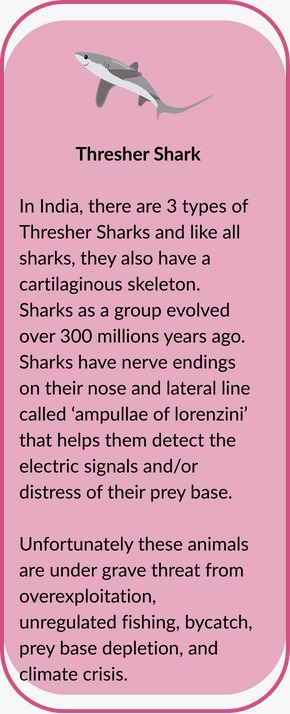 Thresher Shark
In India, there are 3 types of
Thresher Sharks and like all
sharks, they also have a
cartilaginous skeleton.
Sharks as a group evolved
over 300 millions years ago.
Sharks have nerve endings
on their nose and lateral line
called ‘ampullae of lorenzini’
that helps them detect the
electric signals and/or
distress of their prey base.
Unfortunately these animals
are under grave threat from
overexploitation,
unregulated fishing, bycatch,
prey base depletion, and
climate crisis.